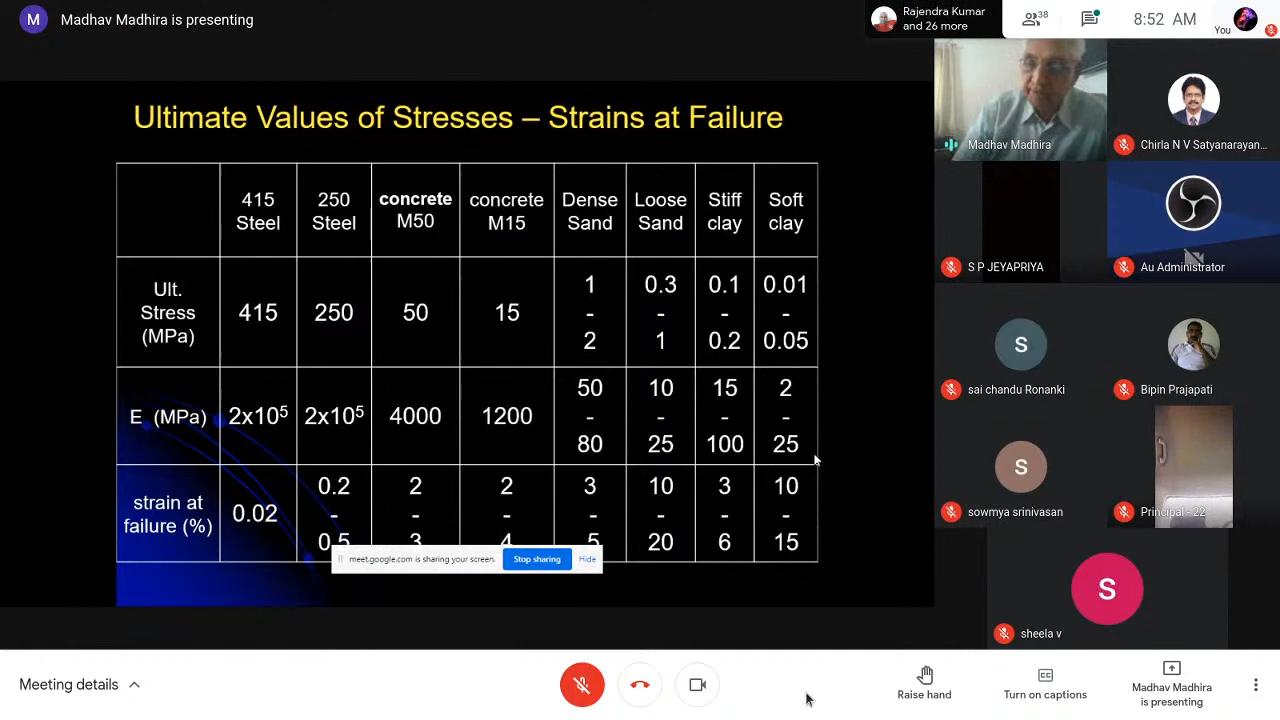 M
Madhav Madhira is presenting
Rajendra Kumar
and 26 more
38
8:52 AM
You
Ultimate Values of Stresses – Strains at Failure
415 Steel
250 Steel
concrete M50
concrete M15
Dense Sand
Loose Sand
Stiff clay
Soft clay
Ult. Stress (MPa)
415
250
50
15
1 - 2
0.3 - 1
0.1 - 0.2
0.01 - 0.05
E (MPa)
2x10⁵
2x10⁵
4000
1200
50 - 80
10 - 25
15 - 100
2 - 25
strain at failure (%)
0.02
0.2 - 0.5
2 - 3
2 - 4
3 - 5
10 - 20
3 - 6
10 - 15
meet.google.com is sharing your screen.
Stop sharing
Hide
Madhav Madhira
Chirla N V Satyanarayan...
S P JEYAPRIYA
Au Administrator
S
sai chandu Ronanki
Bipin Prajapati
S
sowmya srinivasan
Principal - 22
S
sheela v
Meeting details
Raise hand
Turn on captions
Madhav Madhira
is presenting